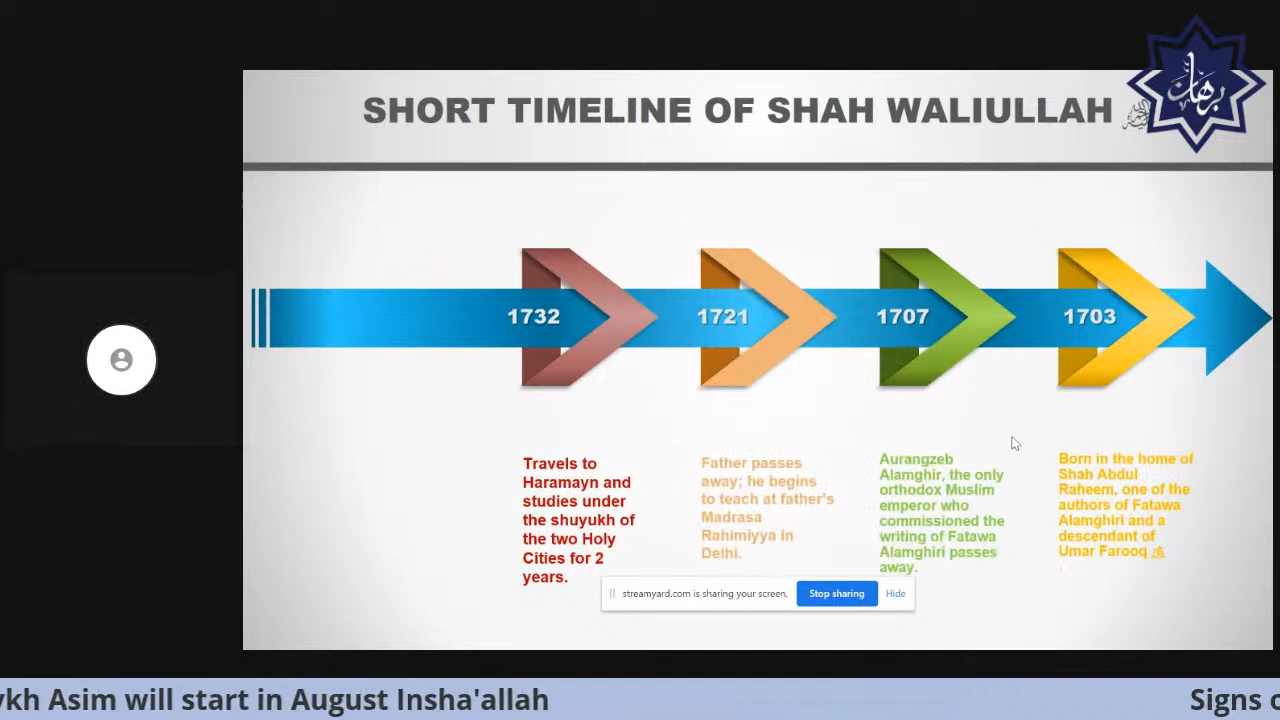 SHORT TIMELINE OF SHAH WALIULLAH
برهان
1732
1721
1707
1703
Travels to
Haramayn and
studies under
the shuyukh of
the two Holy
Cities for 2
years.
Father passes
away; he begins
to teach at father's
Madrasa
Rahimiyya in
Delhi.
Aurangzeb
Alamghir, the only
orthodox Muslim
emperor who
commissioned the
writing of Fatawa
Alamghiri passes
away.
Born in the home of
Shah Abdul
Raheem, one of the
authors of Fatawa
Alamghiri and a
descendant of
Umar Farooq
streamyard.com is sharing your screen.
Stop sharing
Hide
ykh Asim will start in August Insha'allah
Signs